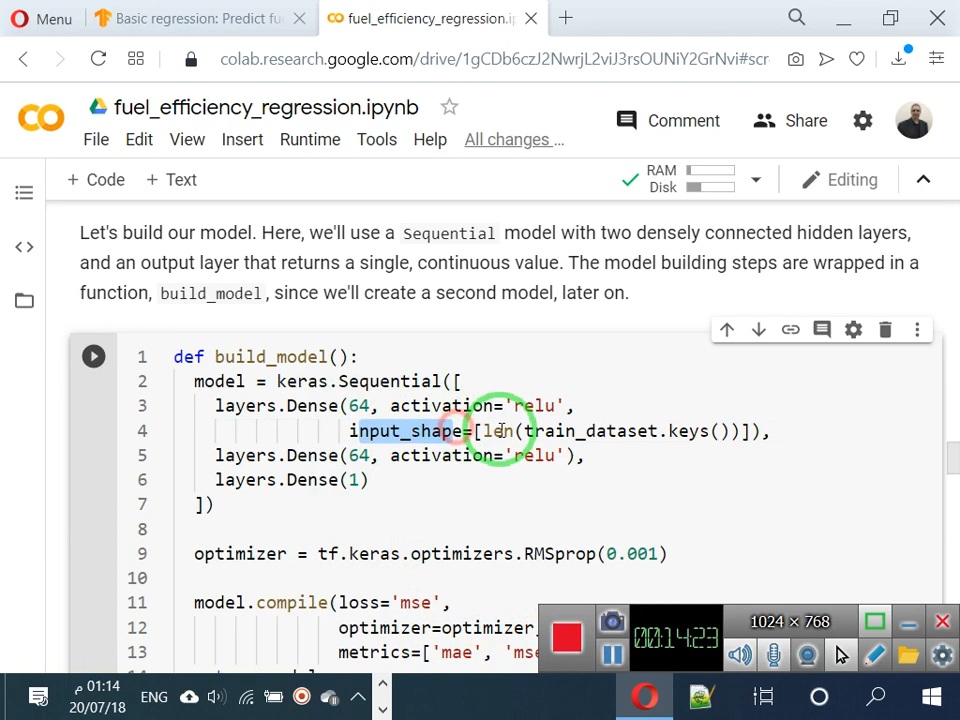 Menu
Basic regression: Predict fu
fuel_efficiency_regression.i
colab.research.google.com/drive/1gCDb6czJ2NwrjL2viJ3rsOUNiY2GrNvi#scr
fuel_efficiency_regression.ipynb
File Edit View Insert Runtime Tools Help All changes …
Comment
Share
+ Code + Text
RAM
Disk
Editing
Let's build our model. Here, we'll use a Sequential model with two densely connected hidden layers,
and an output layer that returns a single, continuous value. The model building steps are wrapped in a
function, build_model, since we'll create a second model, later on.
1 def build_model():
2 model = keras.Sequential([
3 layers.Dense(64, activation='relu',
4 input_shape=[len(train_dataset.keys())]),
5 layers.Dense(64, activation='relu'),
6 layers.Dense(1)
7 ])
8
9 optimizer = tf.keras.optimizers.RMSprop(0.001)
10
11 model.compile(loss='mse',
12 optimizer=optimizer
13 metrics=['mae', 'mse
1024 × 768
00:14:23
01:14 م
ENG
20/07/18